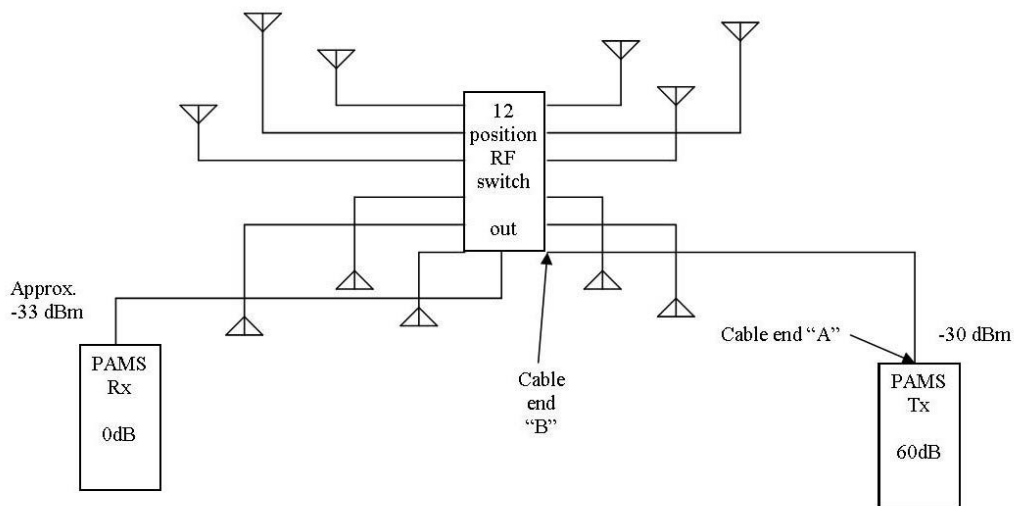 12
position
RF
switch
out
Approx.
-33 dBm
PAMS
Rx
0dB
Cable
end
“B”
Cable end “A”
-30 dBm
PAMS
Tx
60dB